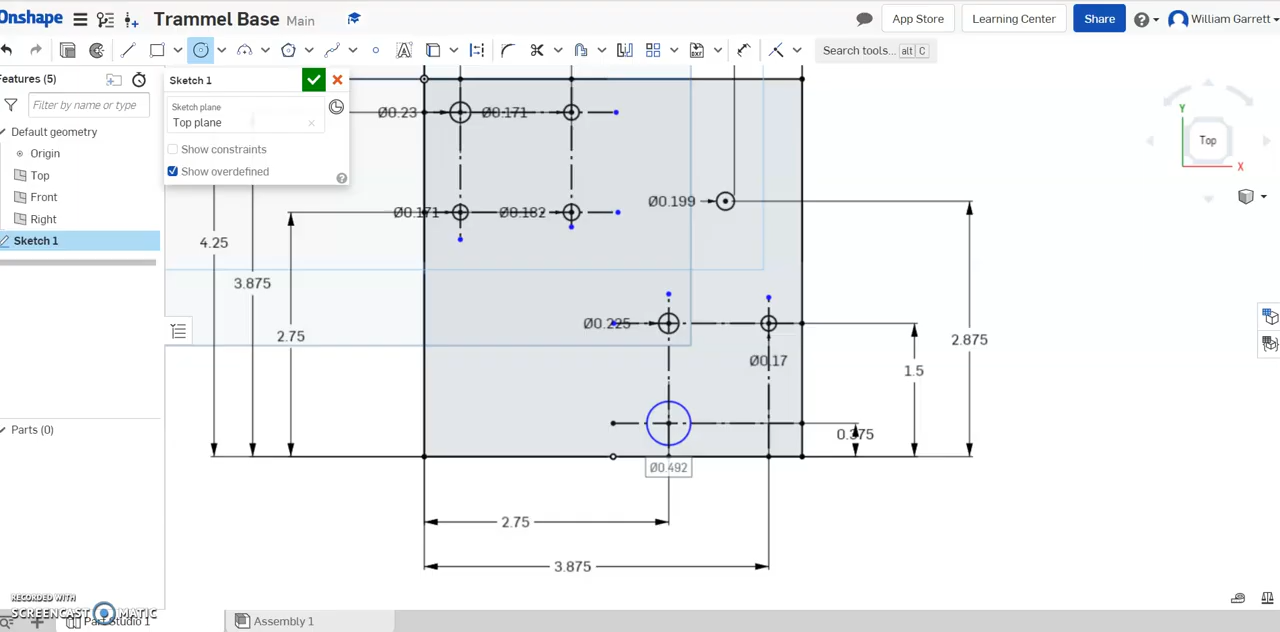 Onshape Trammel Base Main App Store Learning Center Share William Garrett
Search tools... alt C
Features (5)
Filter by name or type
Default geometry
Origin
Top
Front
Right
Sketch 1
Parts (0)
Sketch 1
Sketch plane
Top plane
Show constraints
Show overdefined
Ø0.23 Ø0.171
Ø0.199
Ø0.171 Ø0.182
4.25
3.875
2.75
Ø0.225
2.875
Ø0.17
1.5
0.375
Ø0.492
2.75
3.875
Y
Top
X
RECORDED WITH
SCREENCAST MATIC
Part Studio 1 Assembly 1